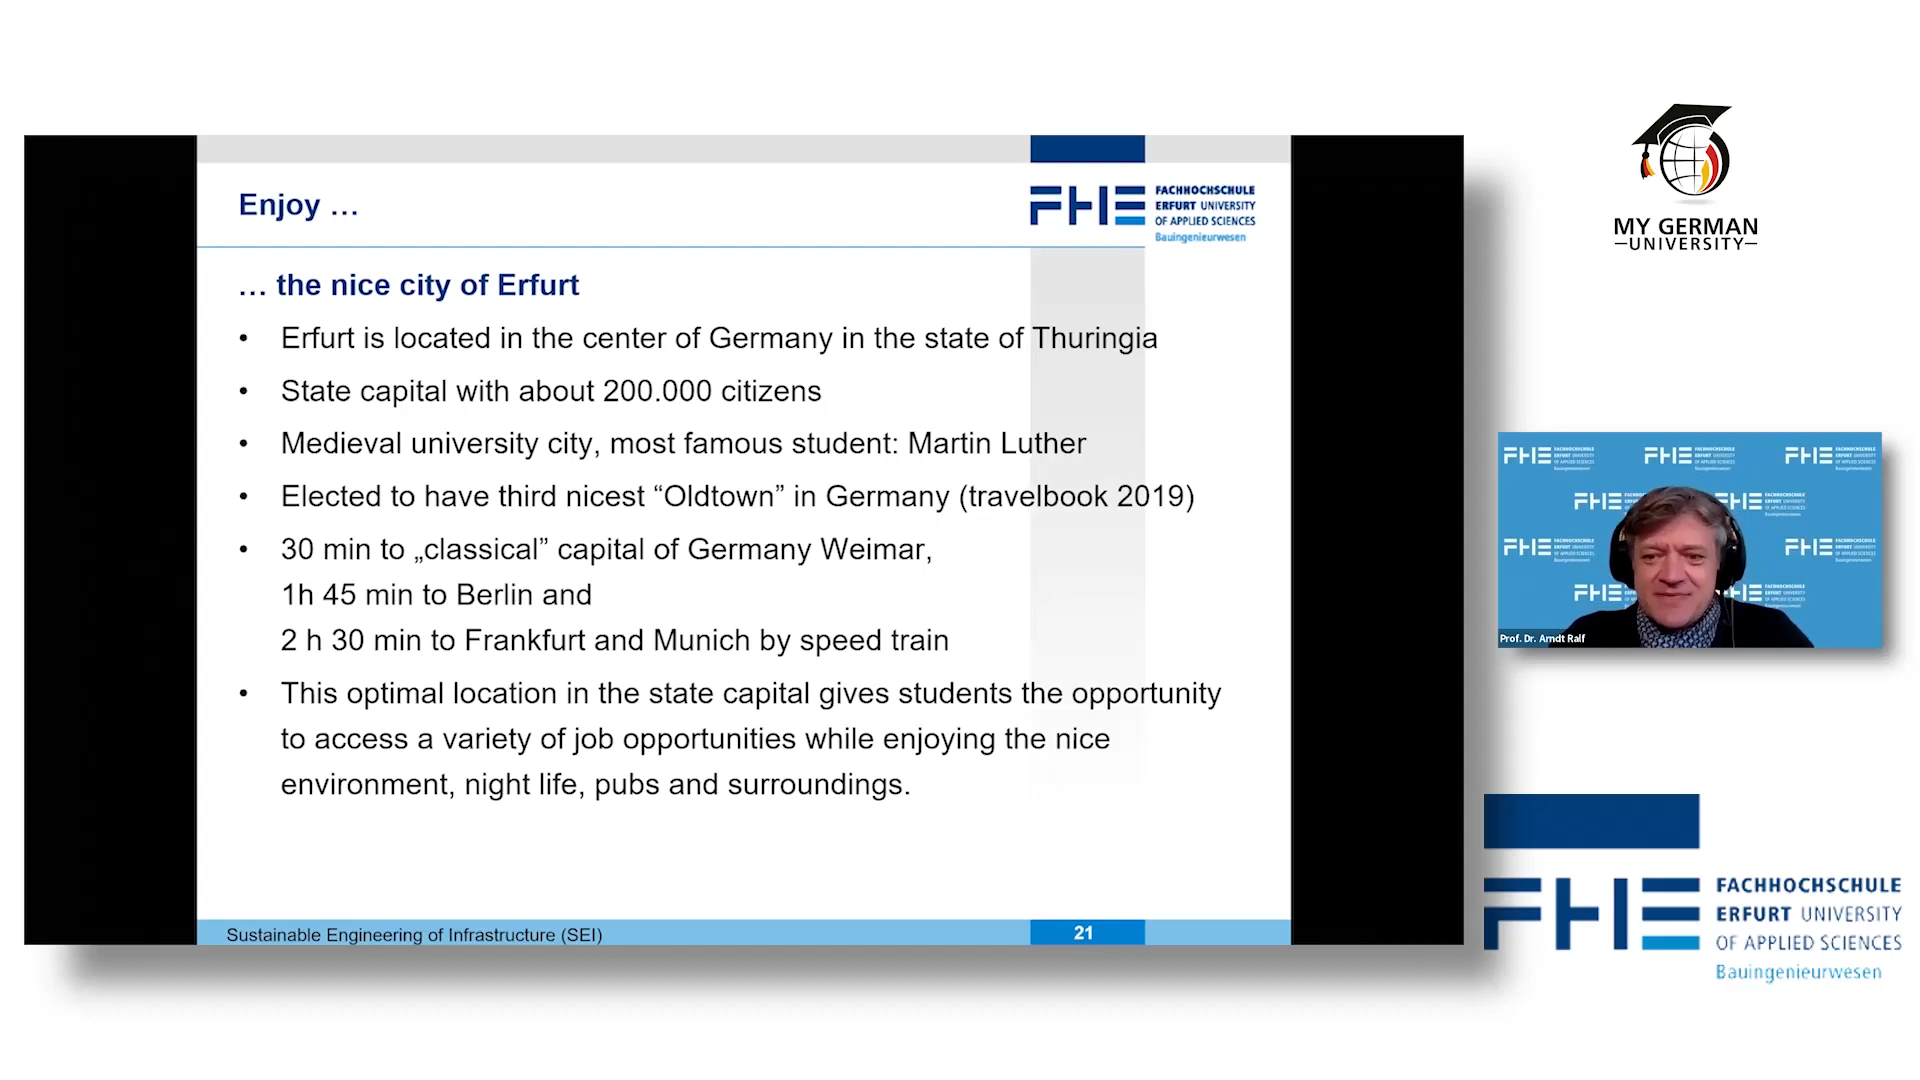 Enjoy …
FHE
FACHHOCHSCHULE
ERFURT UNIVERSITY
OF APPLIED SCIENCES
Bauingenieurwesen
… the nice city of Erfurt
• Erfurt is located in the center of Germany in the state of Thuringia
• State capital with about 200.000 citizens
• Medieval university city, most famous student: Martin Luther
• Elected to have third nicest “Oldtown” in Germany (travelbook 2019)
• 30 min to „classical” capital of Germany Weimar,
1h 45 min to Berlin and
2 h 30 min to Frankfurt and Munich by speed train
• This optimal location in the state capital gives students the opportunity
to access a variety of job opportunities while enjoying the nice
environment, night life, pubs and surroundings.
Sustainable Engineering of Infrastructure (SEI)
21
MY GERMAN
UNIVERSITY
Prof. Dr. Arndt Ralf
FHE
FACHHOCHSCHULE
ERFURT UNIVERSITY
OF APPLIED SCIENCES
Bauingenieurwesen